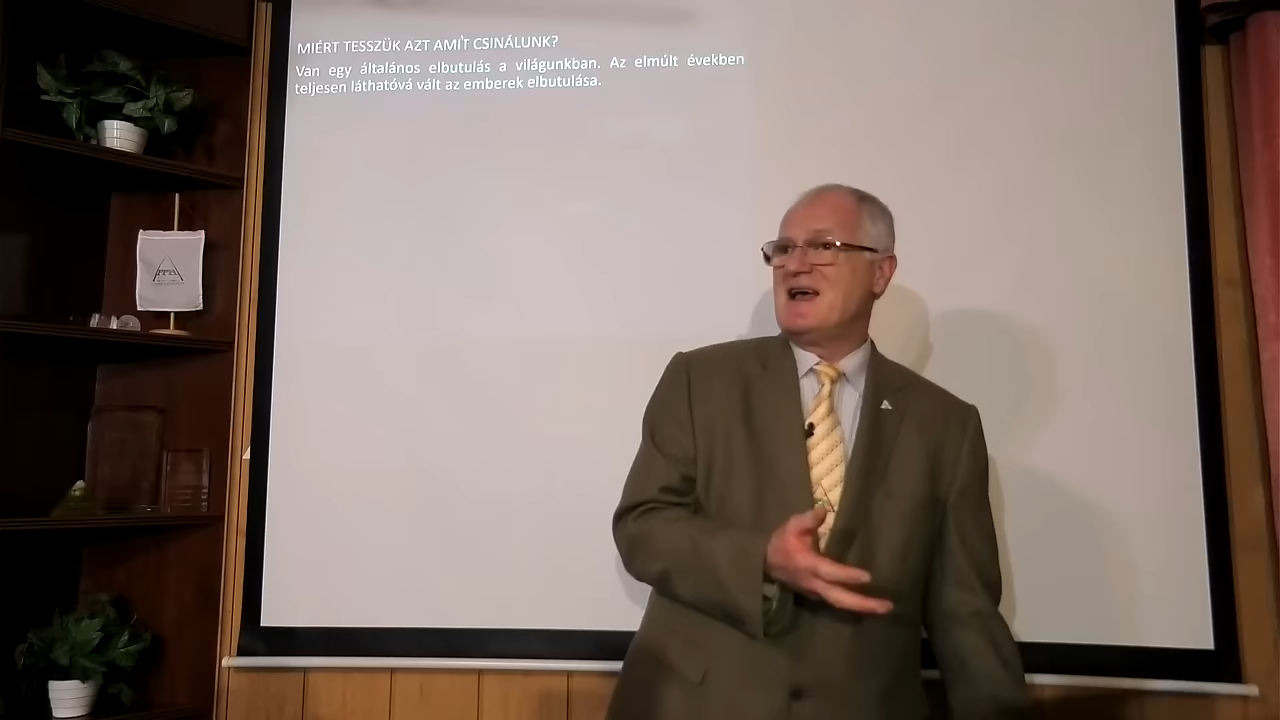 MIÉRT TESSZÜK AZT AMIT CSINÁLUNK?
Van egy általános elbutulás a világunkban. Az elmúlt években
teljesen láthatóvá vált az emberek elbutulása.